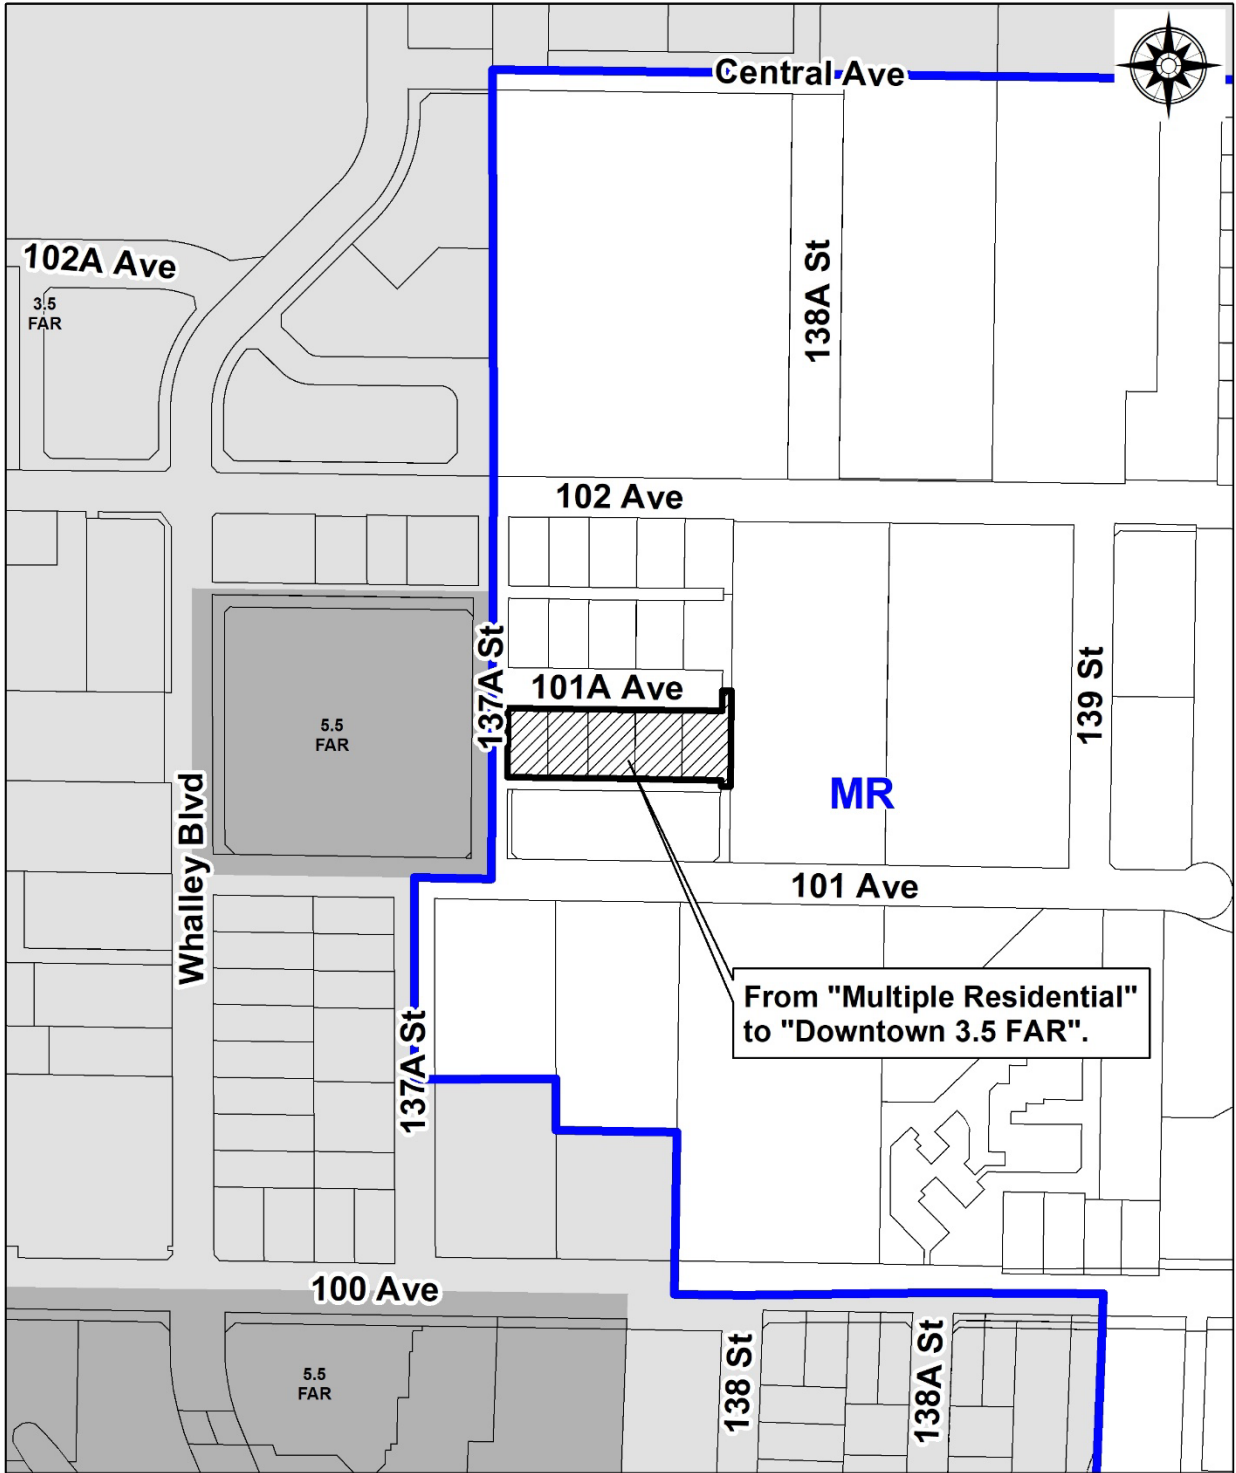 Central Ave
102A Ave
138A St
3.5
FAR
102 Ave
137A St
101A Ave
139 St
5.5
FAR
Whalley Blvd
MR
101 Ave
From "Multiple Residential"
to "Downtown 3.5 FAR".
137A St
100 Ave
138 St
138A St
5.5
FAR